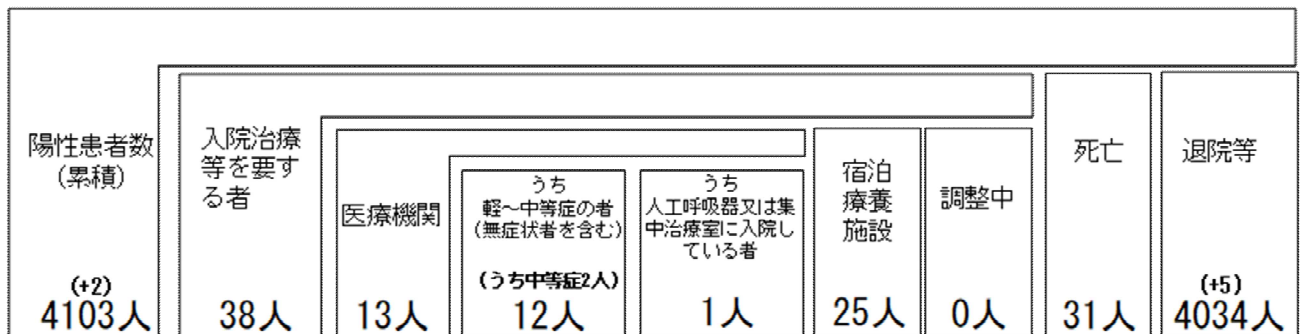 陽性患者数
(累積)
(+2)
4103人
入院治療
等を要す
る者
38人
医療機関
13人
うち
軽～中等症の者
(無症状者を含む)
(うち中等症2人)
12人
うち
人工呼吸器又は集
中治療室に入院し
ている者
1人
宿泊
療養
施設
25人
調整中
0人
死亡
31人
退院等
(+5)
4034人